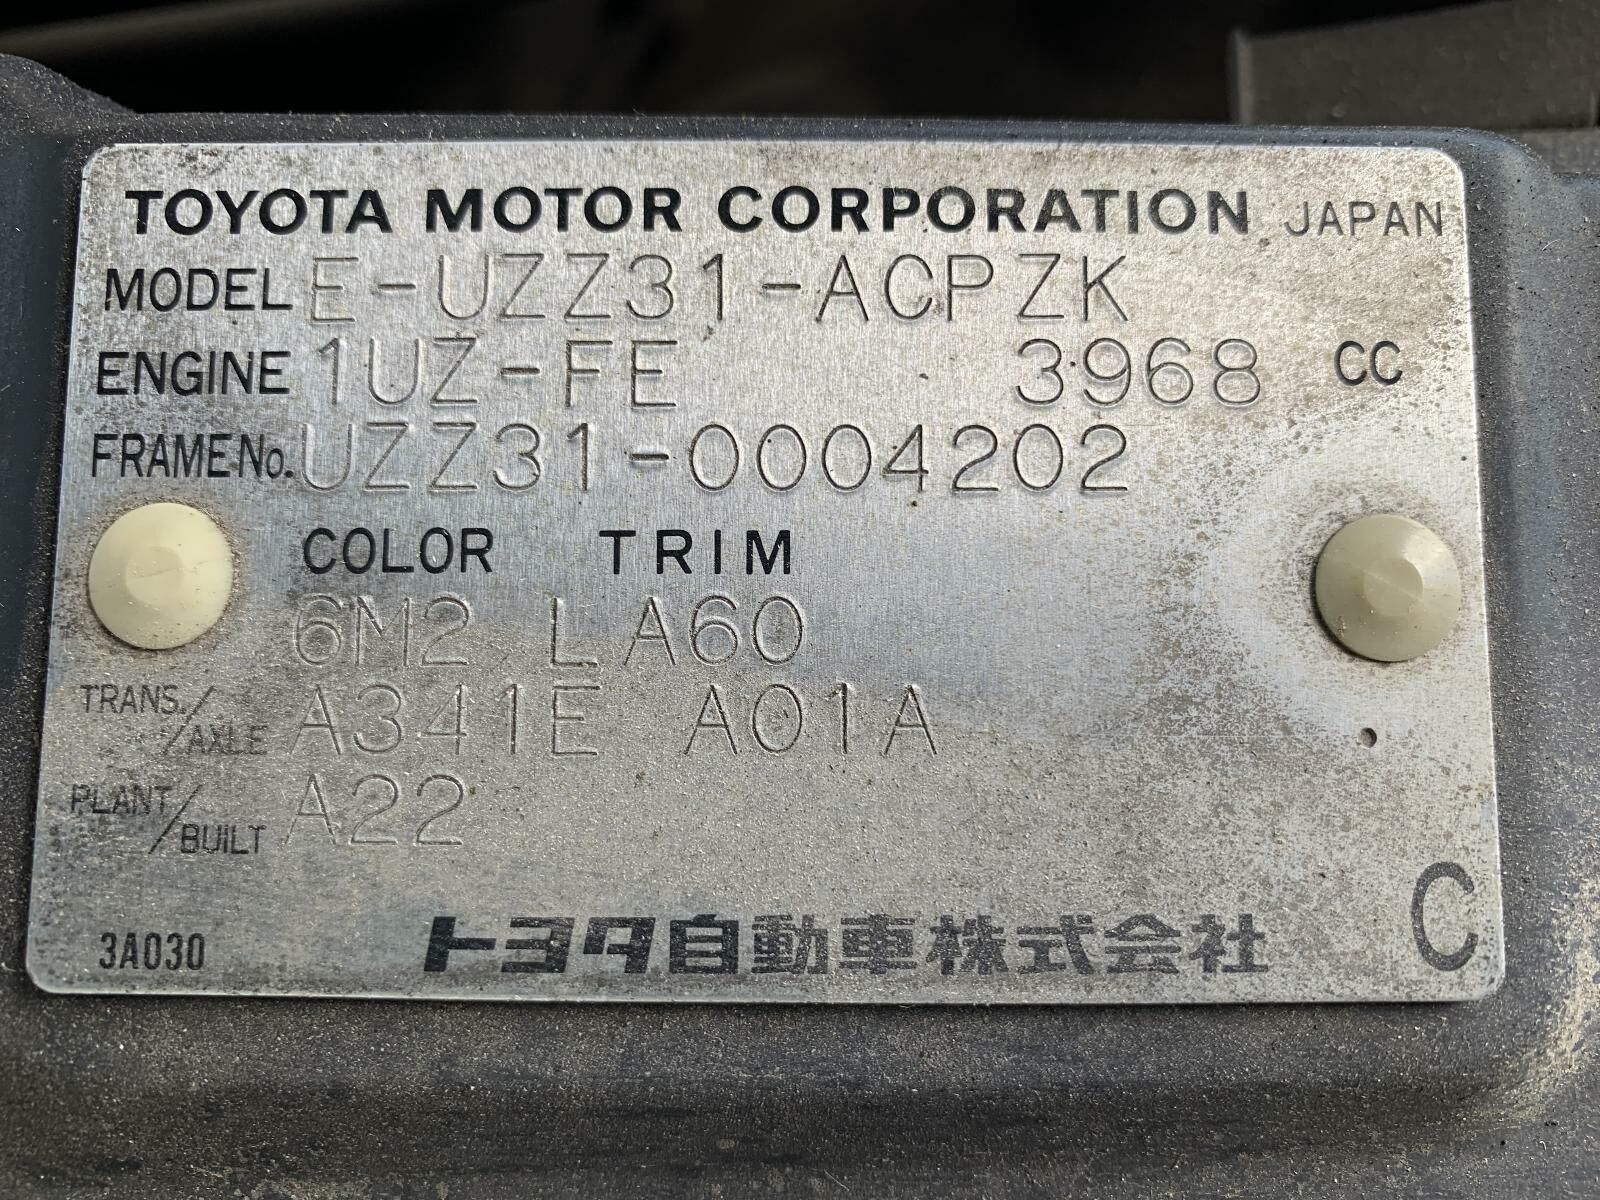 TOYOTA MOTOR CORPORATION JAPAN
MODEL E-UZZ31-ACPZK
ENGINE 1UZ-FE 3968 CC
FRAME No. UZZ31-0004202
COLOR TRIM
6M2 LA60
TRANS./AXLE A341E A01A
PLANT/BUILT A22
3A030 トヨタ自動車株式会社 C